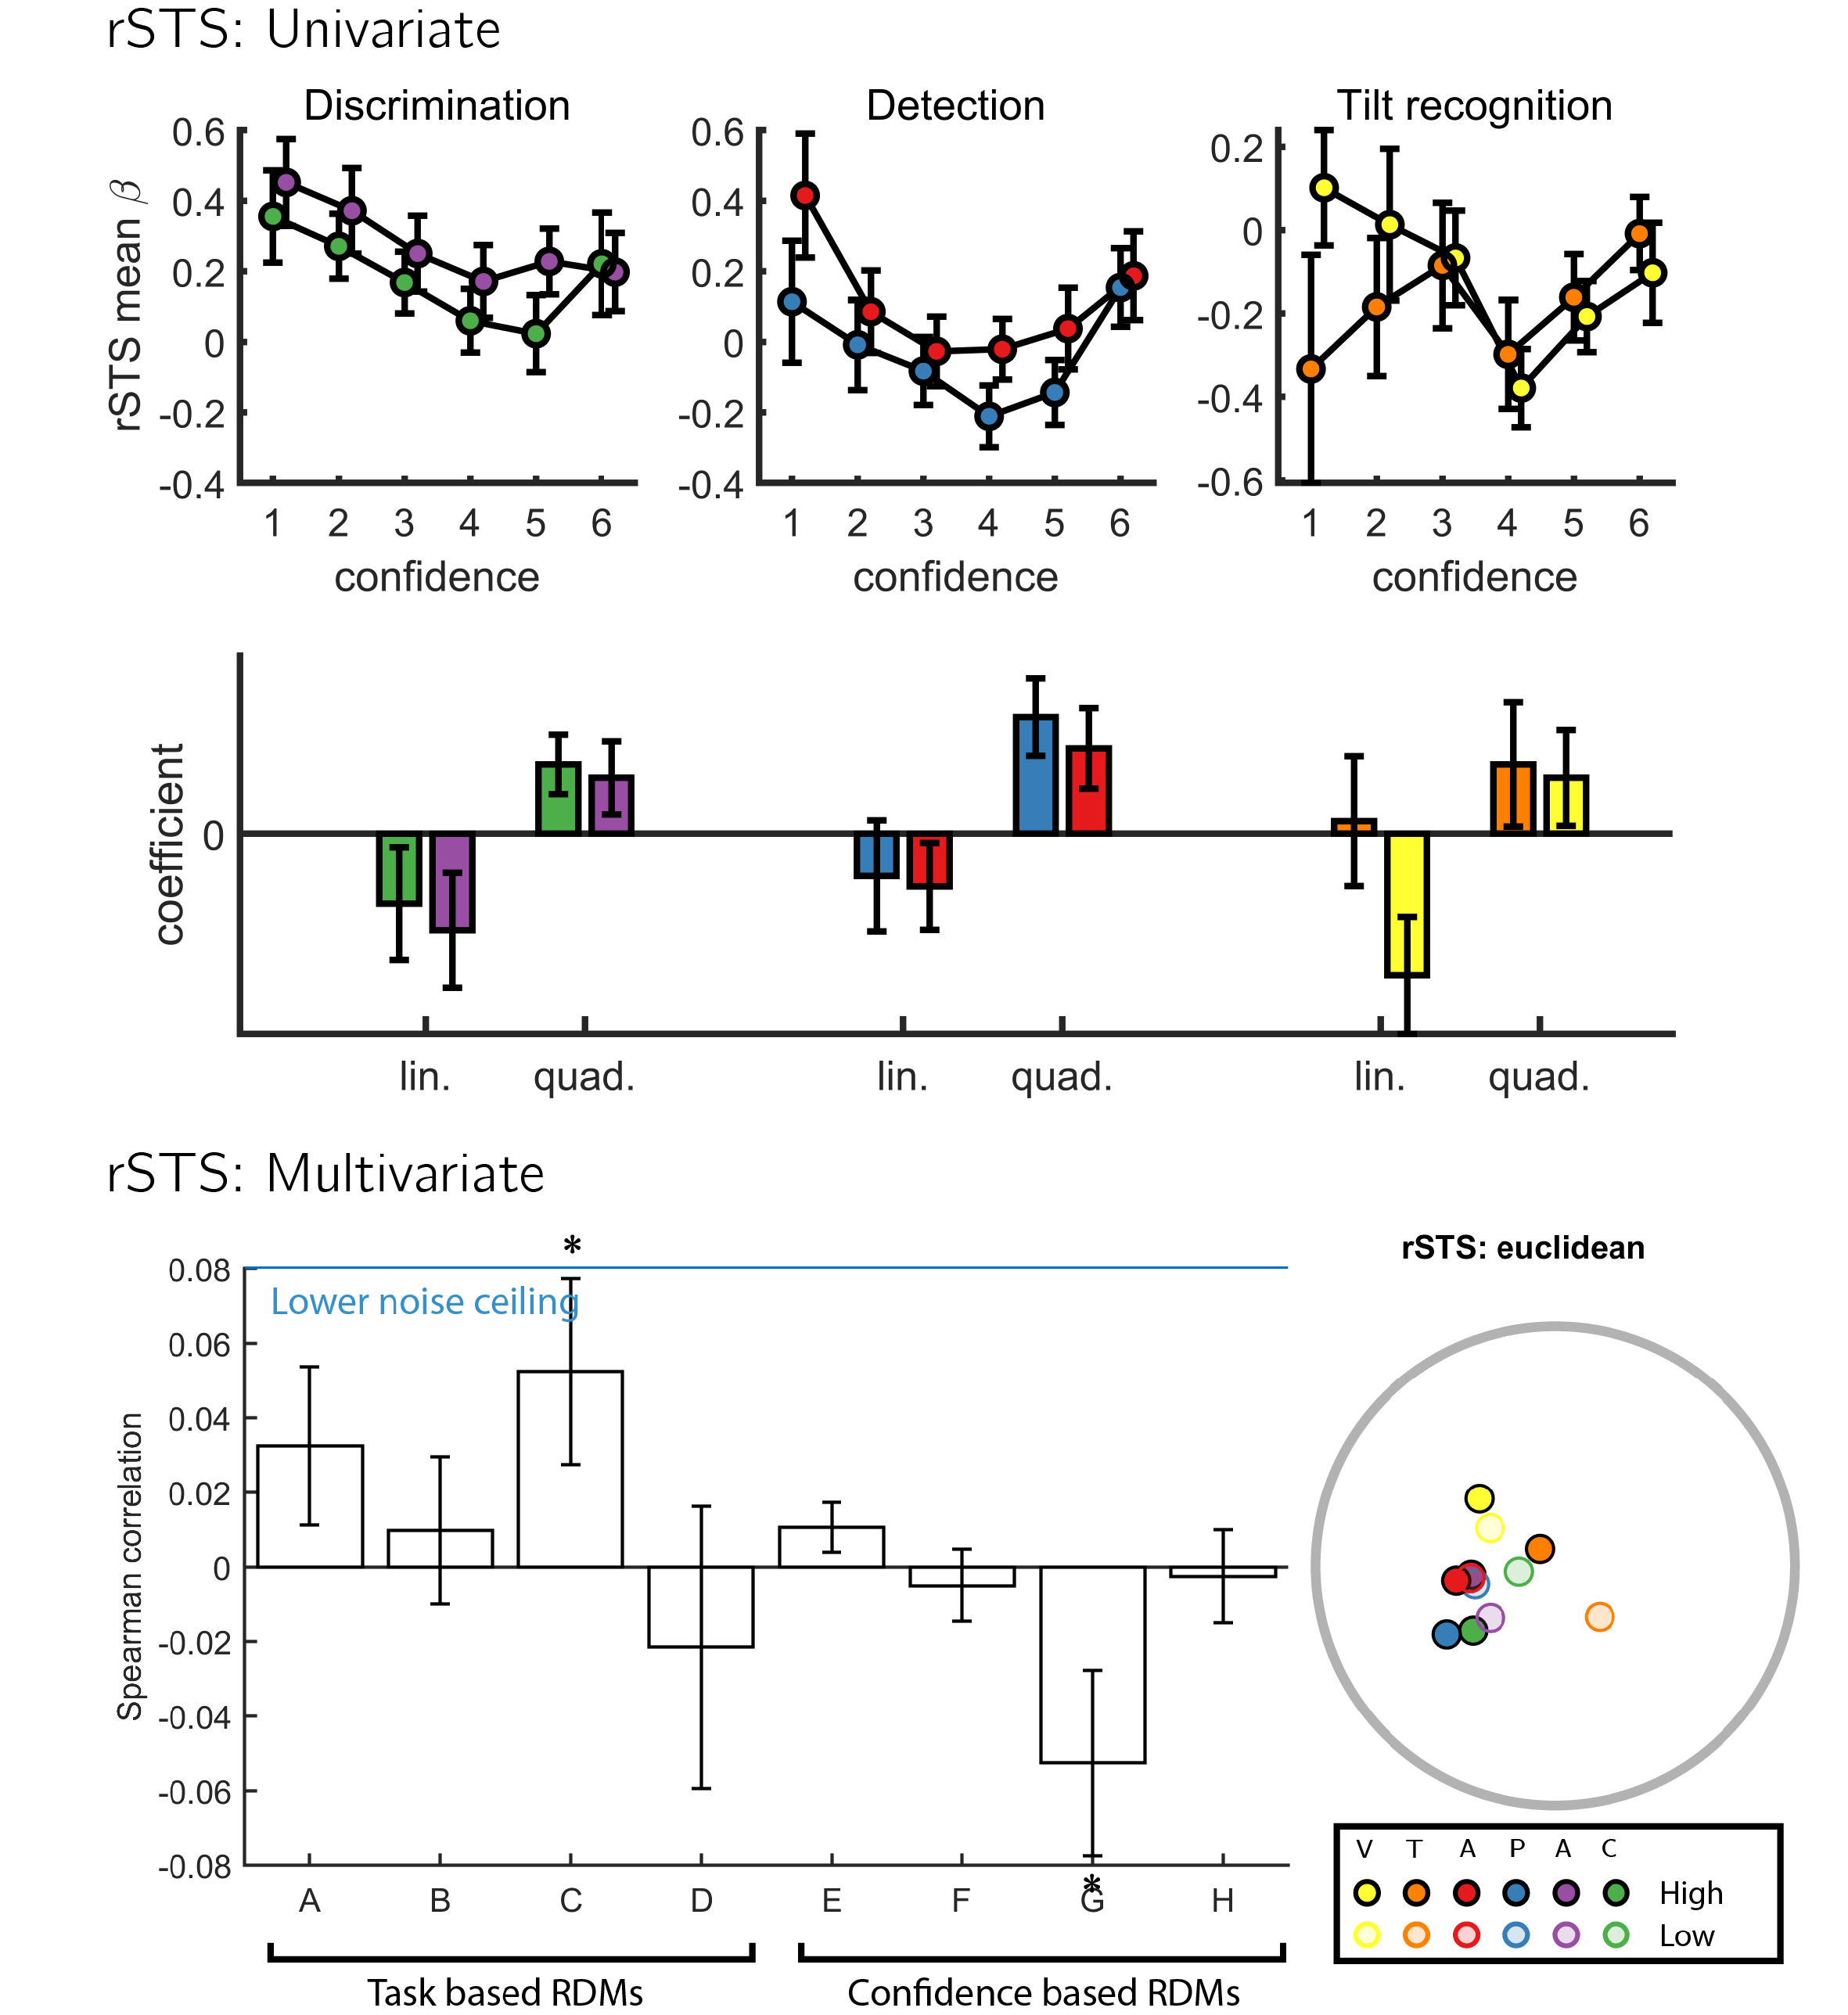 rSTS: Univariate
Discrimination
Detection
Tilt recognition
rSTS mean β
0.6
0.4
0.2
0
-0.2
-0.4
1 2 3 4 5 6
confidence
0.6
0.4
0.2
0
-0.2
-0.4
1 2 3 4 5 6
confidence
0.2
0
-0.2
-0.4
-0.6
1 2 3 4 5 6
confidence
coefficient
0
lin. quad. lin. quad. lin. quad.
rSTS: Multivariate
*
Lower noise ceiling
Spearman correlation
0.08
0.06
0.04
0.02
0
-0.02
-0.04
-0.06
-0.08
*
A B C D E F G H
Task based RDMs
Confidence based RDMs
rSTS: euclidean
V T A P A C
High
Low